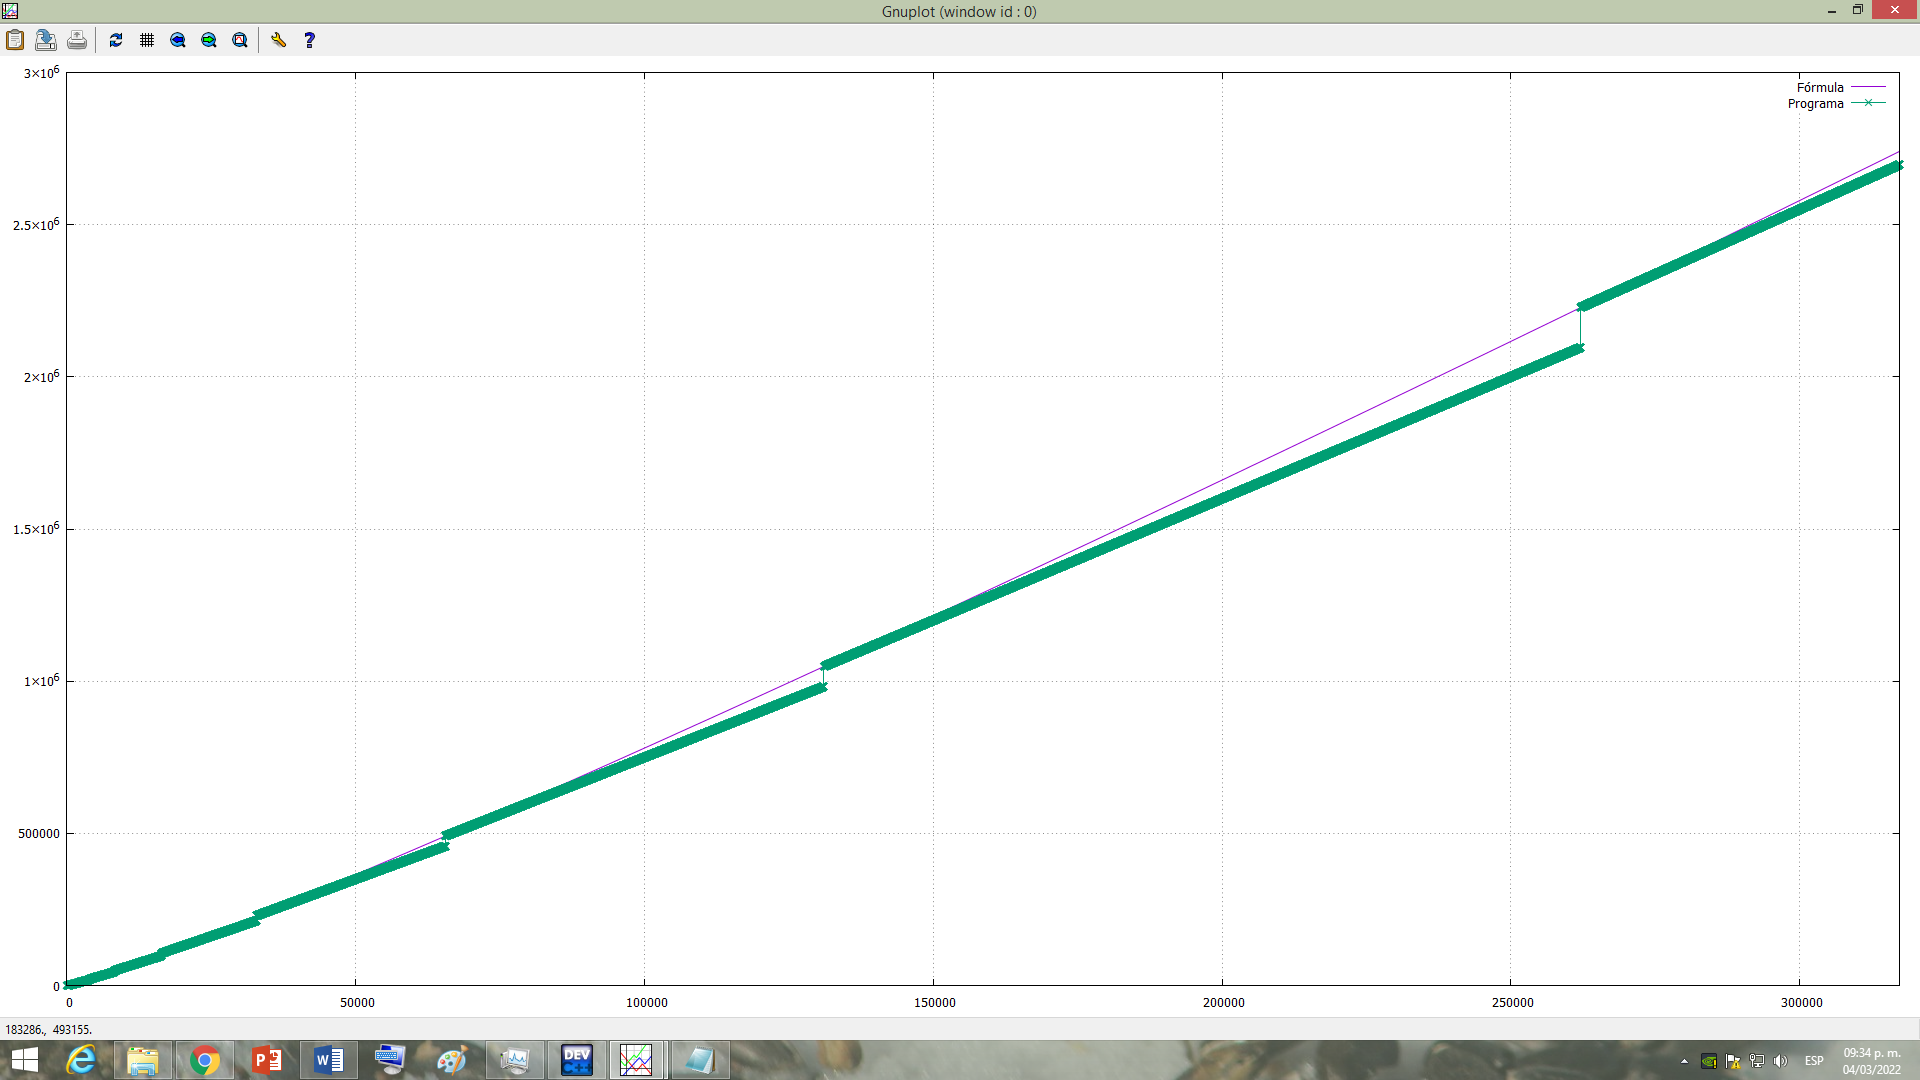 Gnuplot (window id : 0)
3×10⁶
Fórmula
Programa
2.5×10⁶
2×10⁶
1.5×10⁶
1×10⁶
500000
0
0 50000 100000 150000 200000 250000 300000
183286., 493155.
DEV C++
ESP
09:34 p. m.
04/03/2022